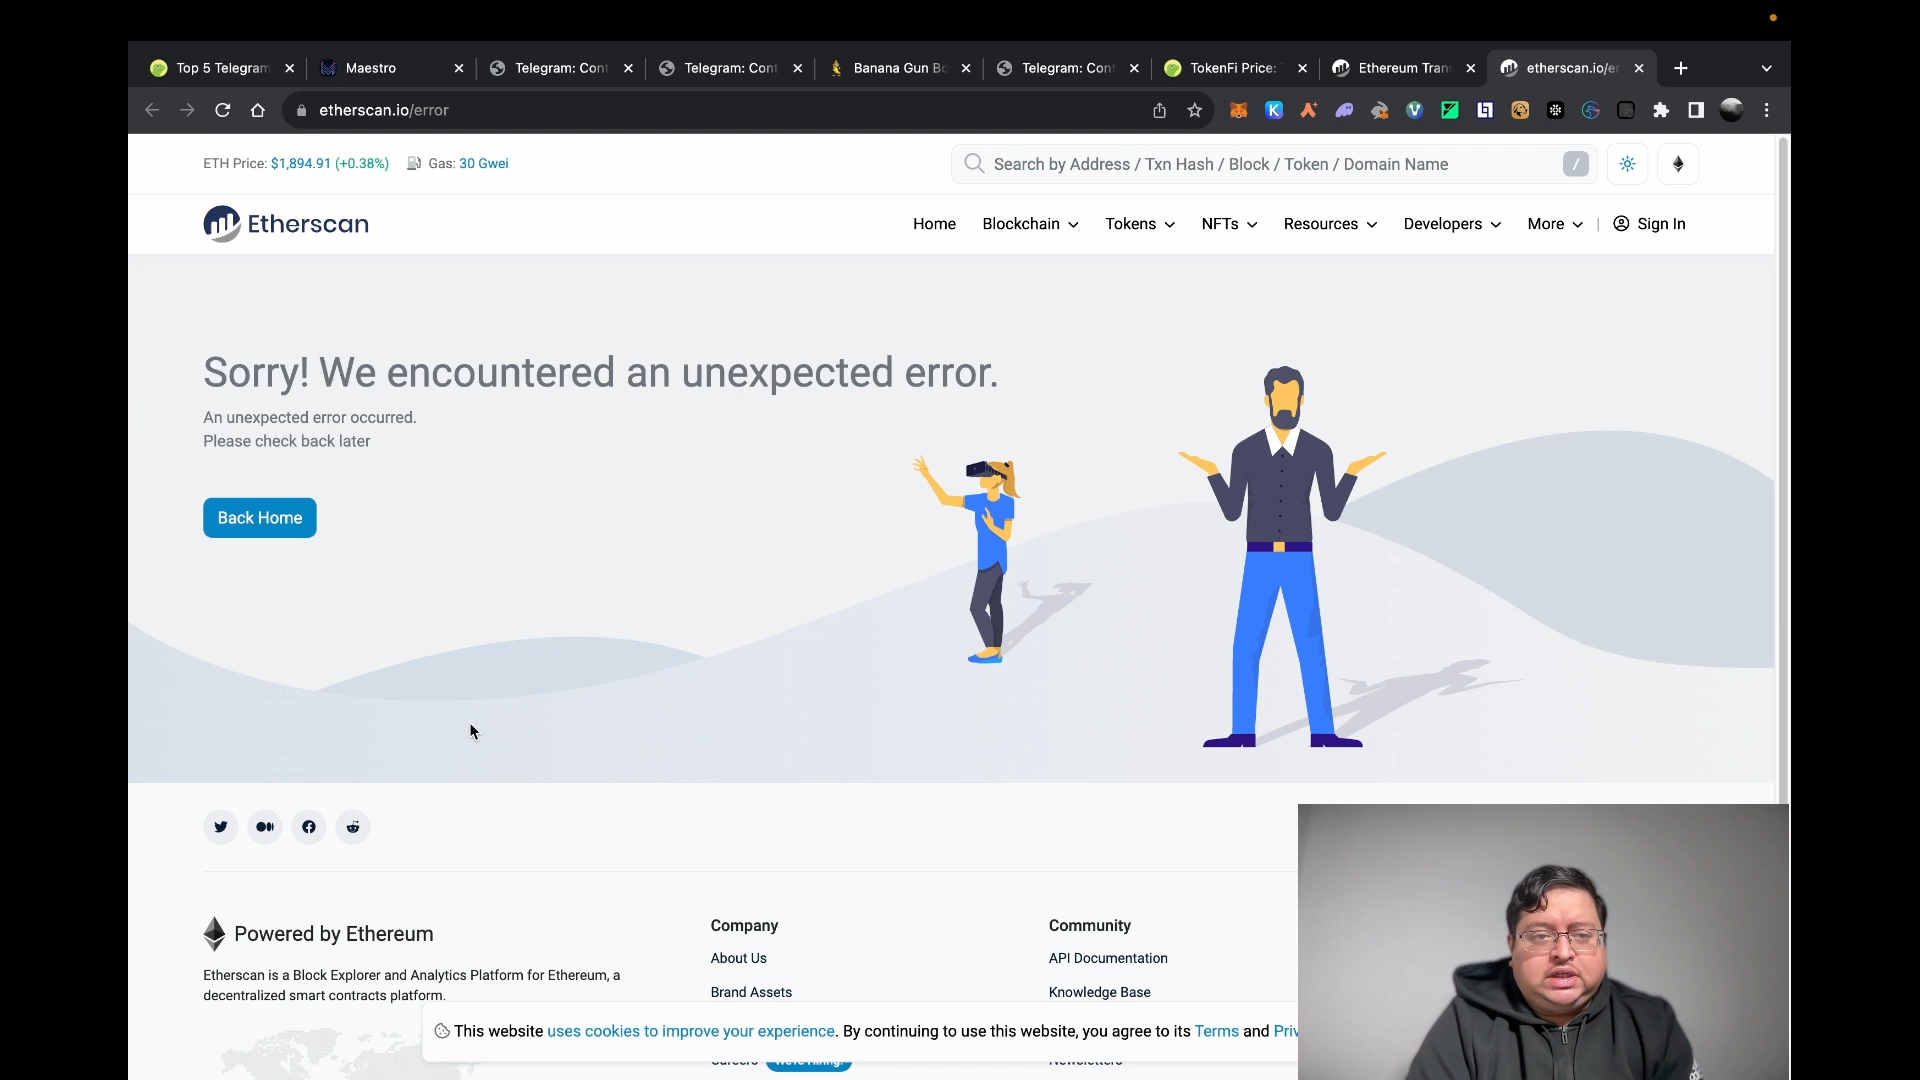 Top 5 Telegram
Maestro
Telegram: Cont
Telegram: Cont
Banana Gun Bo
Telegram: Cont
TokenFi Price:
Ethereum Tran
etherscan.io/er
etherscan.io/error
ETH Price: $1,894.91 (+0.38%) Gas: 30 Gwei
Search by Address / Txn Hash / Block / Token / Domain Name /
Etherscan
Home Blockchain Tokens NFTs Resources Developers More | Sign In
Sorry! We encountered an unexpected error.
An unexpected error occurred.
Please check back later
Back Home
Powered by Ethereum
Etherscan is a Block Explorer and Analytics Platform for Ethereum, a
decentralized smart contracts platform.
Company
About Us
Brand Assets
Careers We're Hiring!
Community
API Documentation
Knowledge Base
Newsletters
This website uses cookies to improve your experience. By continuing to use this website, you agree to its Terms and Priv